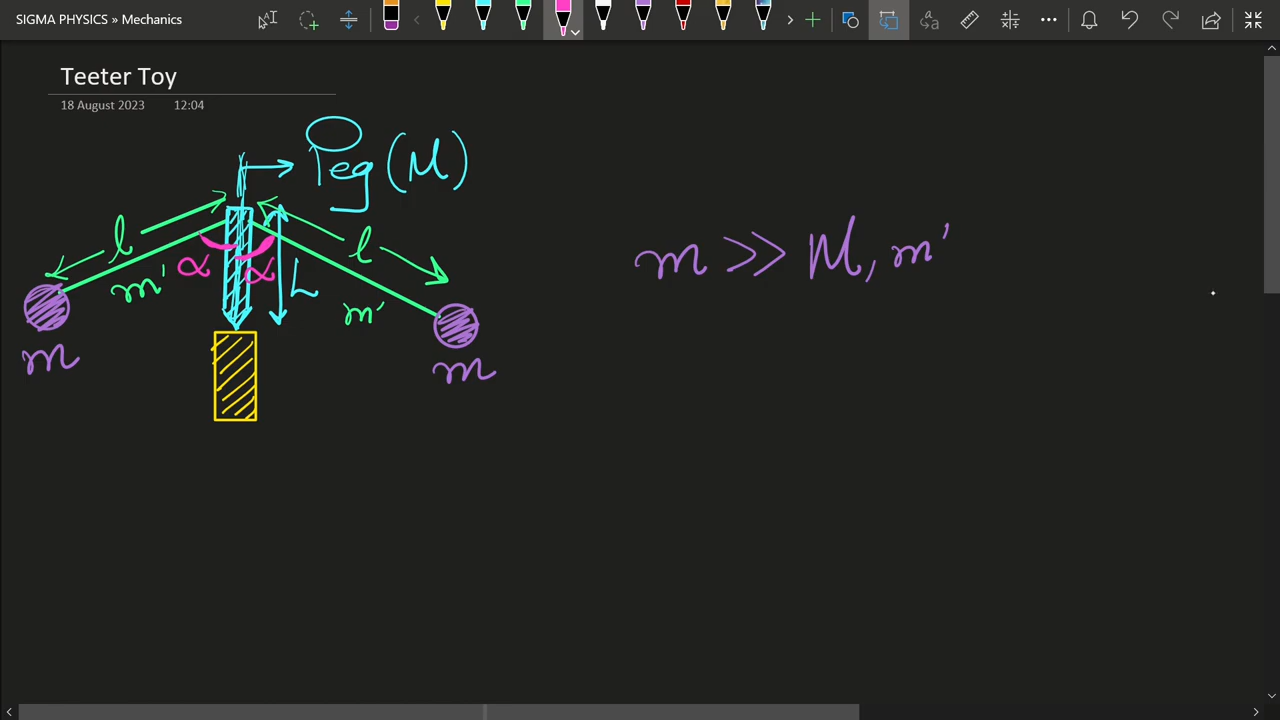 SIGMA PHYSICS » Mechanics
Teeter Toy
18 August 2023 12:04
Peg (M)
l
l
α
α
m'
L
m'
m
m
m >> M, m'